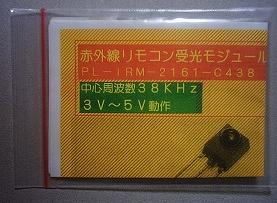 赤外線リモコン受光モジュール
PL-IRM-2161-C438
中心周波数38KHz
3V～5V動作